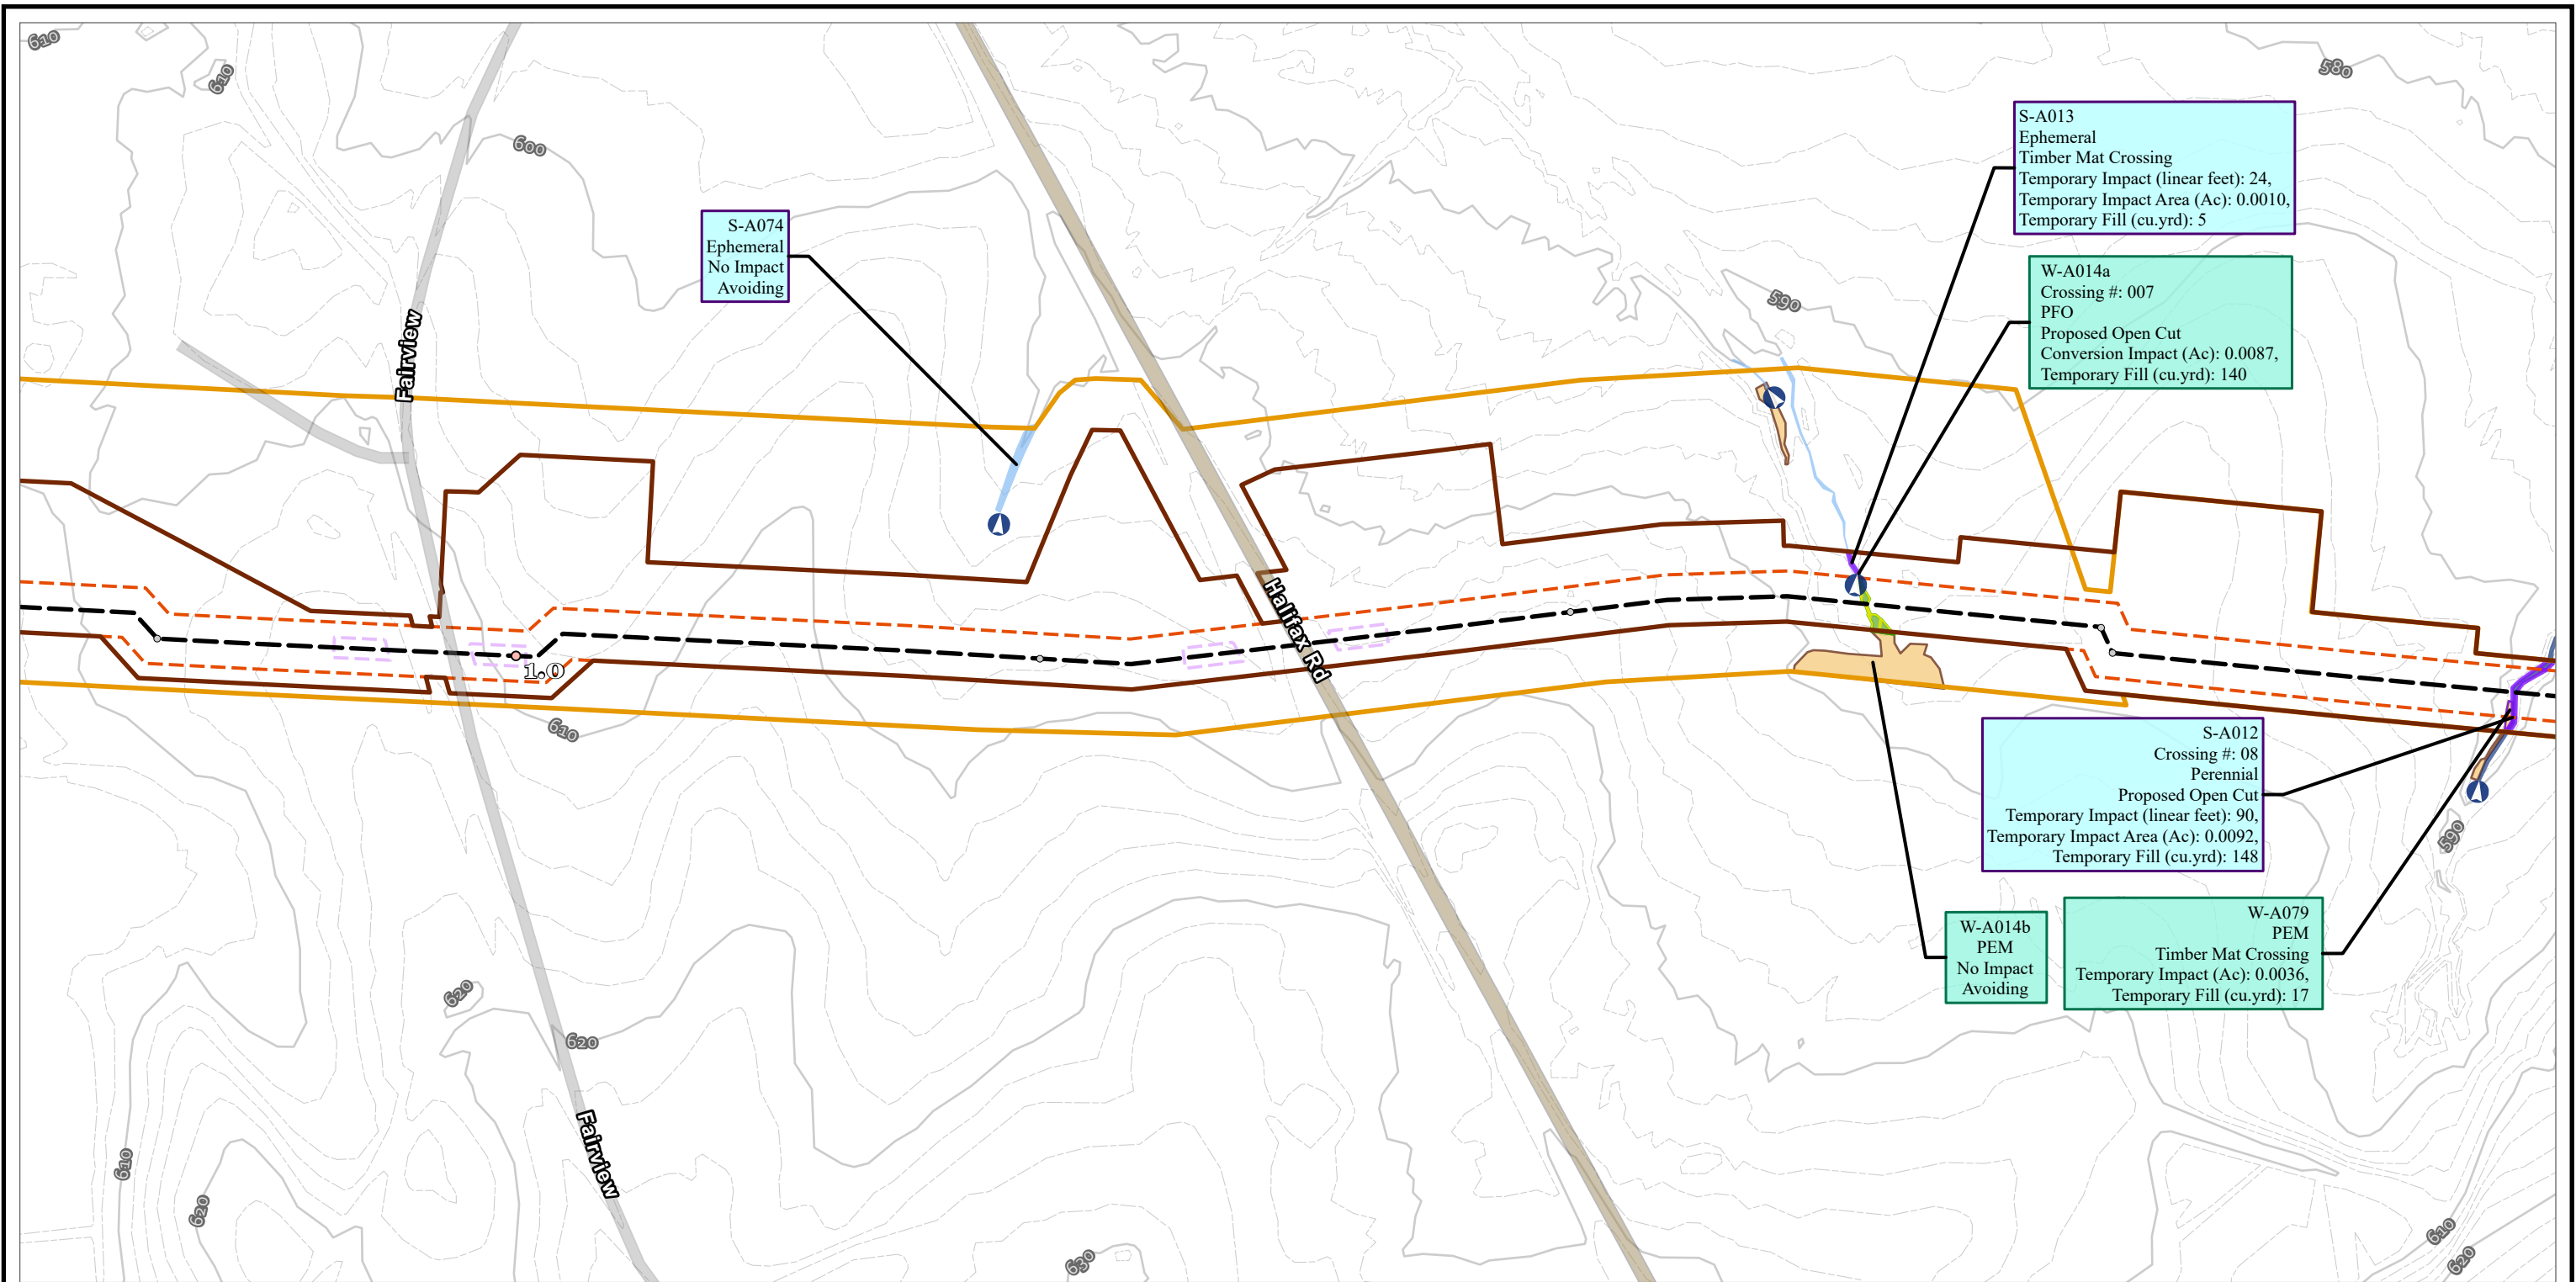 610
610
600
580
S-A013
Ephemeral
Timber Mat Crossing
Temporary Impact (linear feet): 24,
Temporary Impact Area (Ac): 0.0010,
Temporary Fill (cu.yrd): 5
S-A074
Ephemeral
No Impact
Avoiding
W-A014a
Crossing #: 007
PFO
Proposed Open Cut
Conversion Impact (Ac): 0.0087,
Temporary Fill (cu.yrd): 140
590
Fairview
Halifax Rd
1.0
610
S-A012
Crossing #: 08
Perennial
Proposed Open Cut
Temporary Impact (linear feet): 90,
Temporary Impact Area (Ac): 0.0092,
Temporary Fill (cu.yrd): 148
590
W-A014b
PEM
No Impact
Avoiding
W-A079
PEM
Timber Mat Crossing
Temporary Impact (Ac): 0.0036,
Temporary Fill (cu.yrd): 17
620
620
Fairview
610
620
630
610
620